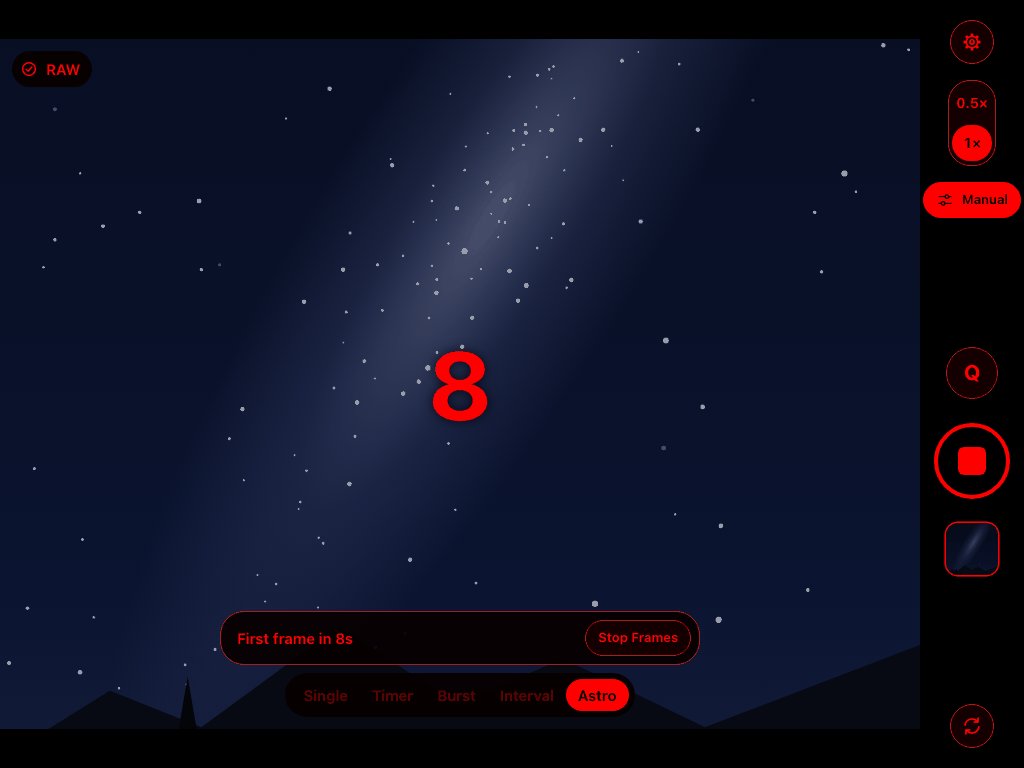 RAW
0.5×
1×
Manual
Q
8
First frame in 8s
Stop Frames
Single Timer Burst Interval Astro